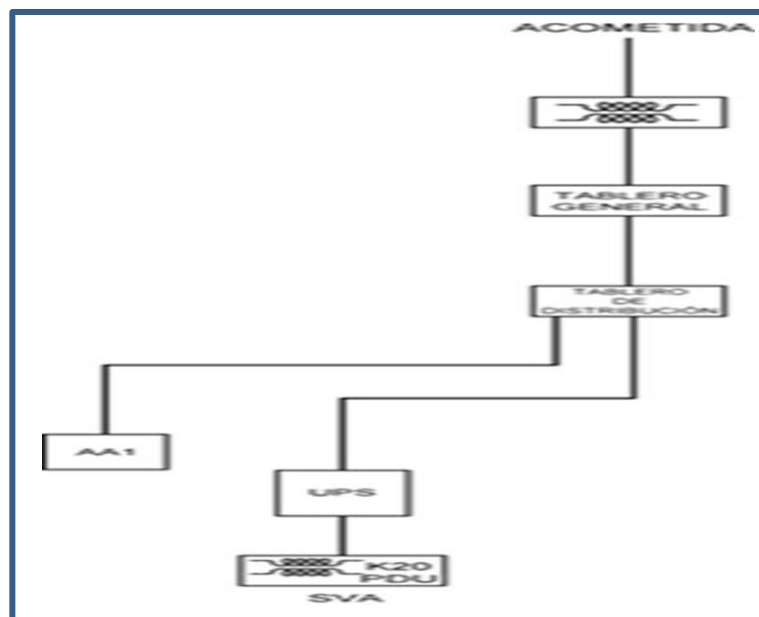 ACOMETIDA
TABLERO
GENERAL
TABLERO
DE
DISTRIBUCIÓN
AA1
UPS
K20
PDU
SVA